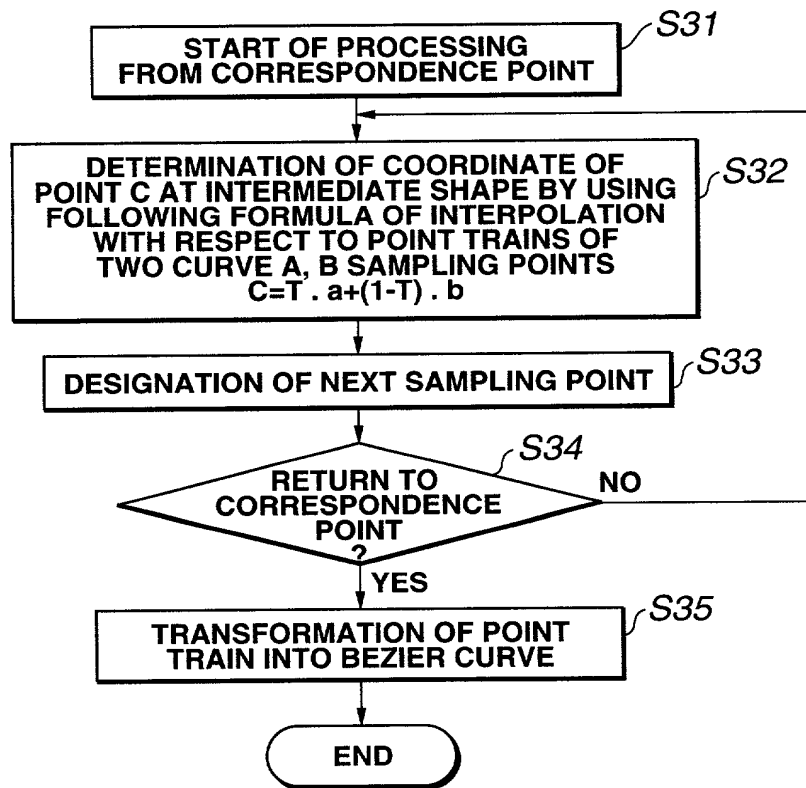 S31
START OF PROCESSING
FROM CORRESPONDENCE POINT
S32
DETERMINATION OF COORDINATE OF
POINT C AT INTERMEDIATE SHAPE BY USING
FOLLOWING FORMULA OF INTERPOLATION
WITH RESPECT TO POINT TRAINS OF
TWO CURVE A, B SAMPLING POINTS
C=T . a+(1-T) . b
S33
DESIGNATION OF NEXT SAMPLING POINT
S34
RETURN TO
CORRESPONDENCE
POINT
?
NO
YES
S35
TRANSFORMATION OF POINT
TRAIN INTO BEZIER CURVE
END